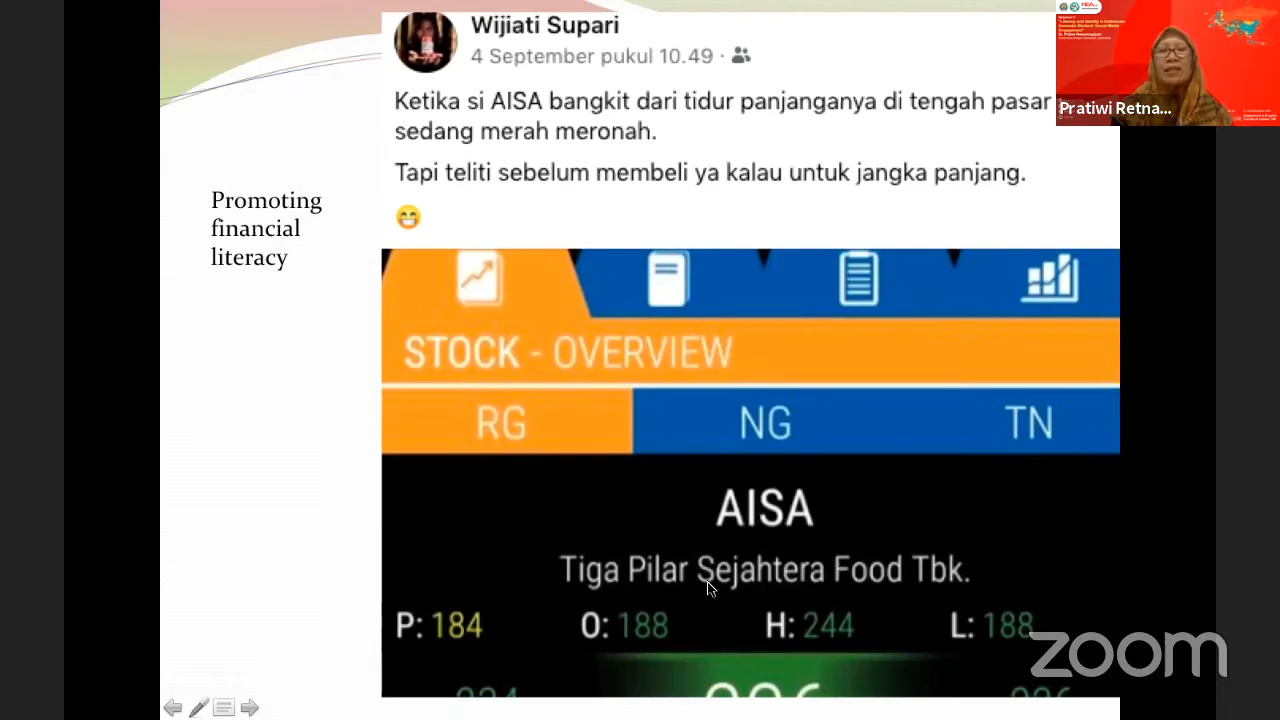 Wijiati Supari
4 September pukul 10.49 ·
Ketika si AISA bangkit dari tidur panjanganya di tengah pasar
sedang merah meronah.
Tapi teliti sebelum membeli ya kalau untuk jangka panjang.
Promoting
financial
literacy
STOCK - OVERVIEW
RG NG TN
AISA
Tiga Pilar Sejahtera Food Tbk.
P: 184 O: 188 H: 244 L: 188
Pratiwi Retna...
zoom